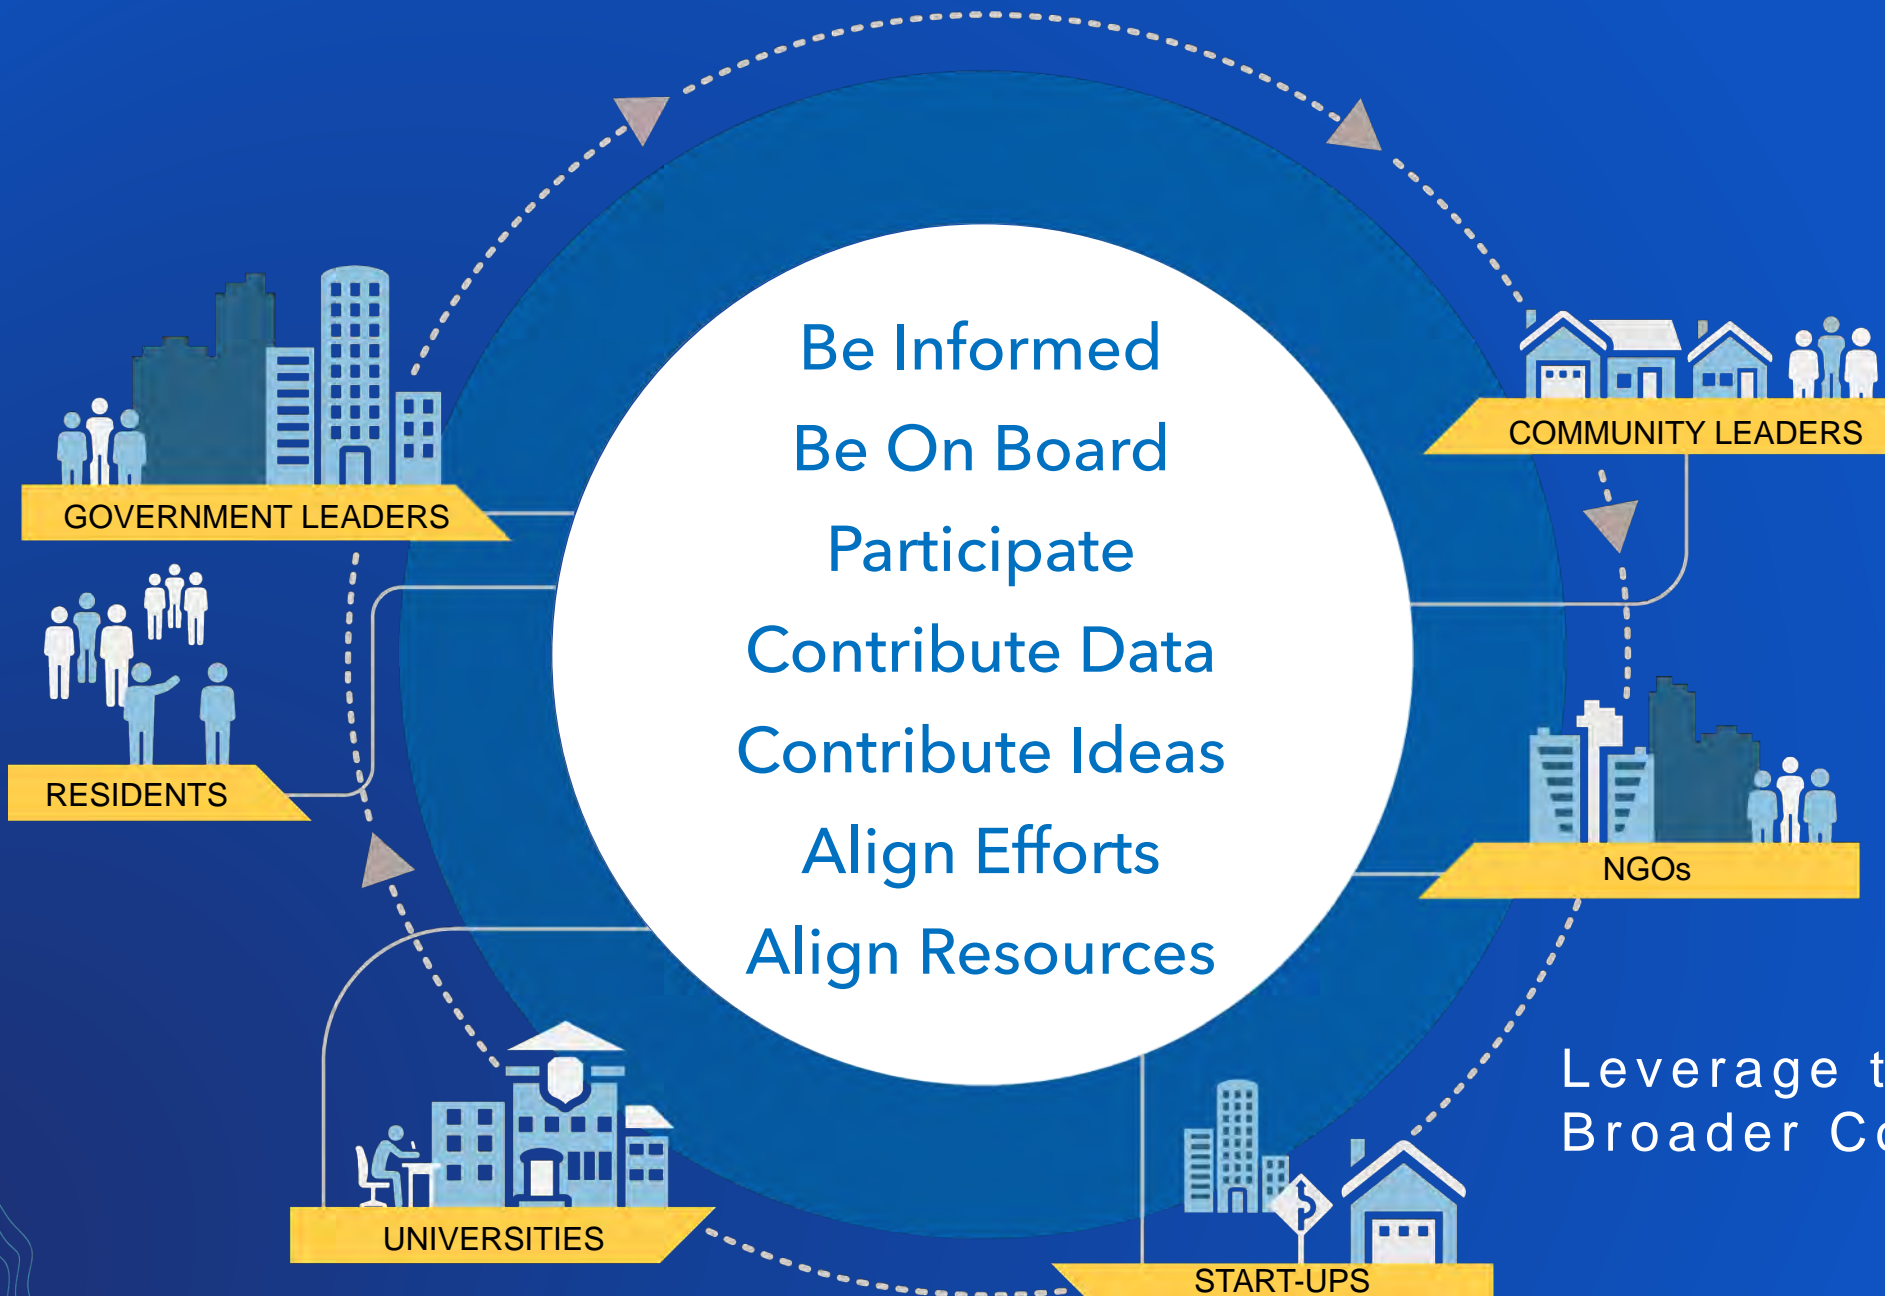 Be Informed
Be On Board
Participate
Contribute Data
Contribute Ideas
Align Efforts
Align Resources
GOVERNMENT LEADERS
COMMUNITY LEADERS
RESIDENTS
NGOs
UNIVERSITIES
START-UPS
Leverage
Broader